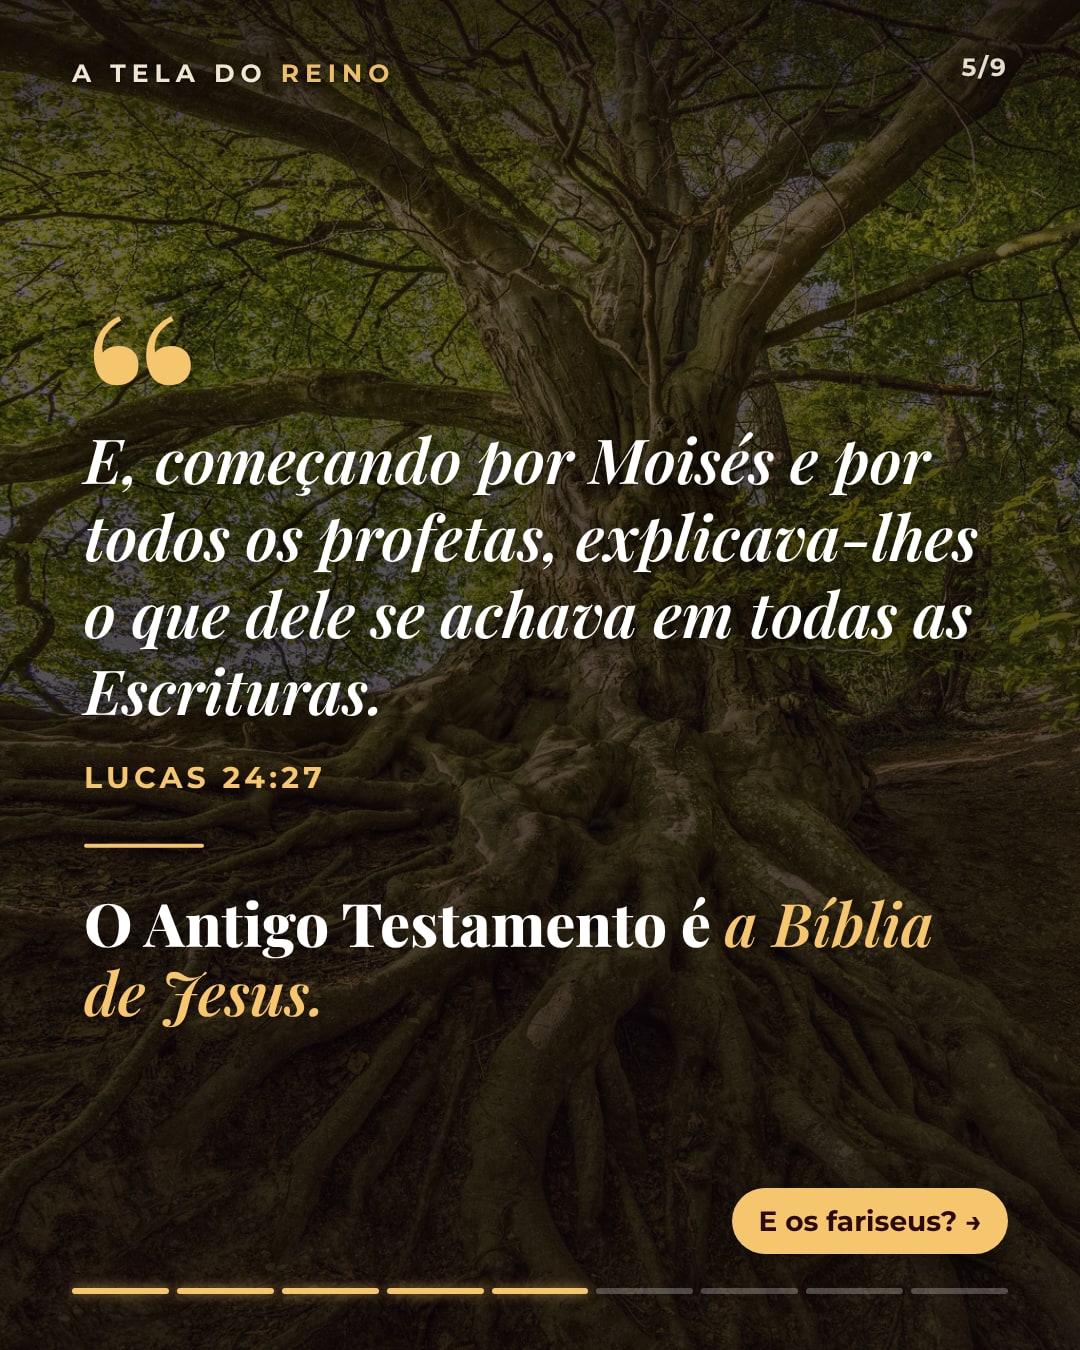 A TELA DO REINO
5/9
“
E, começando por Moisés e por
todos os profetas, explicava-lhes
o que dele se achava em todas as
Escrituras.
LUCAS 24:27
O Antigo Testamento é a Bíblia
de Jesus.
E os fariseus? →